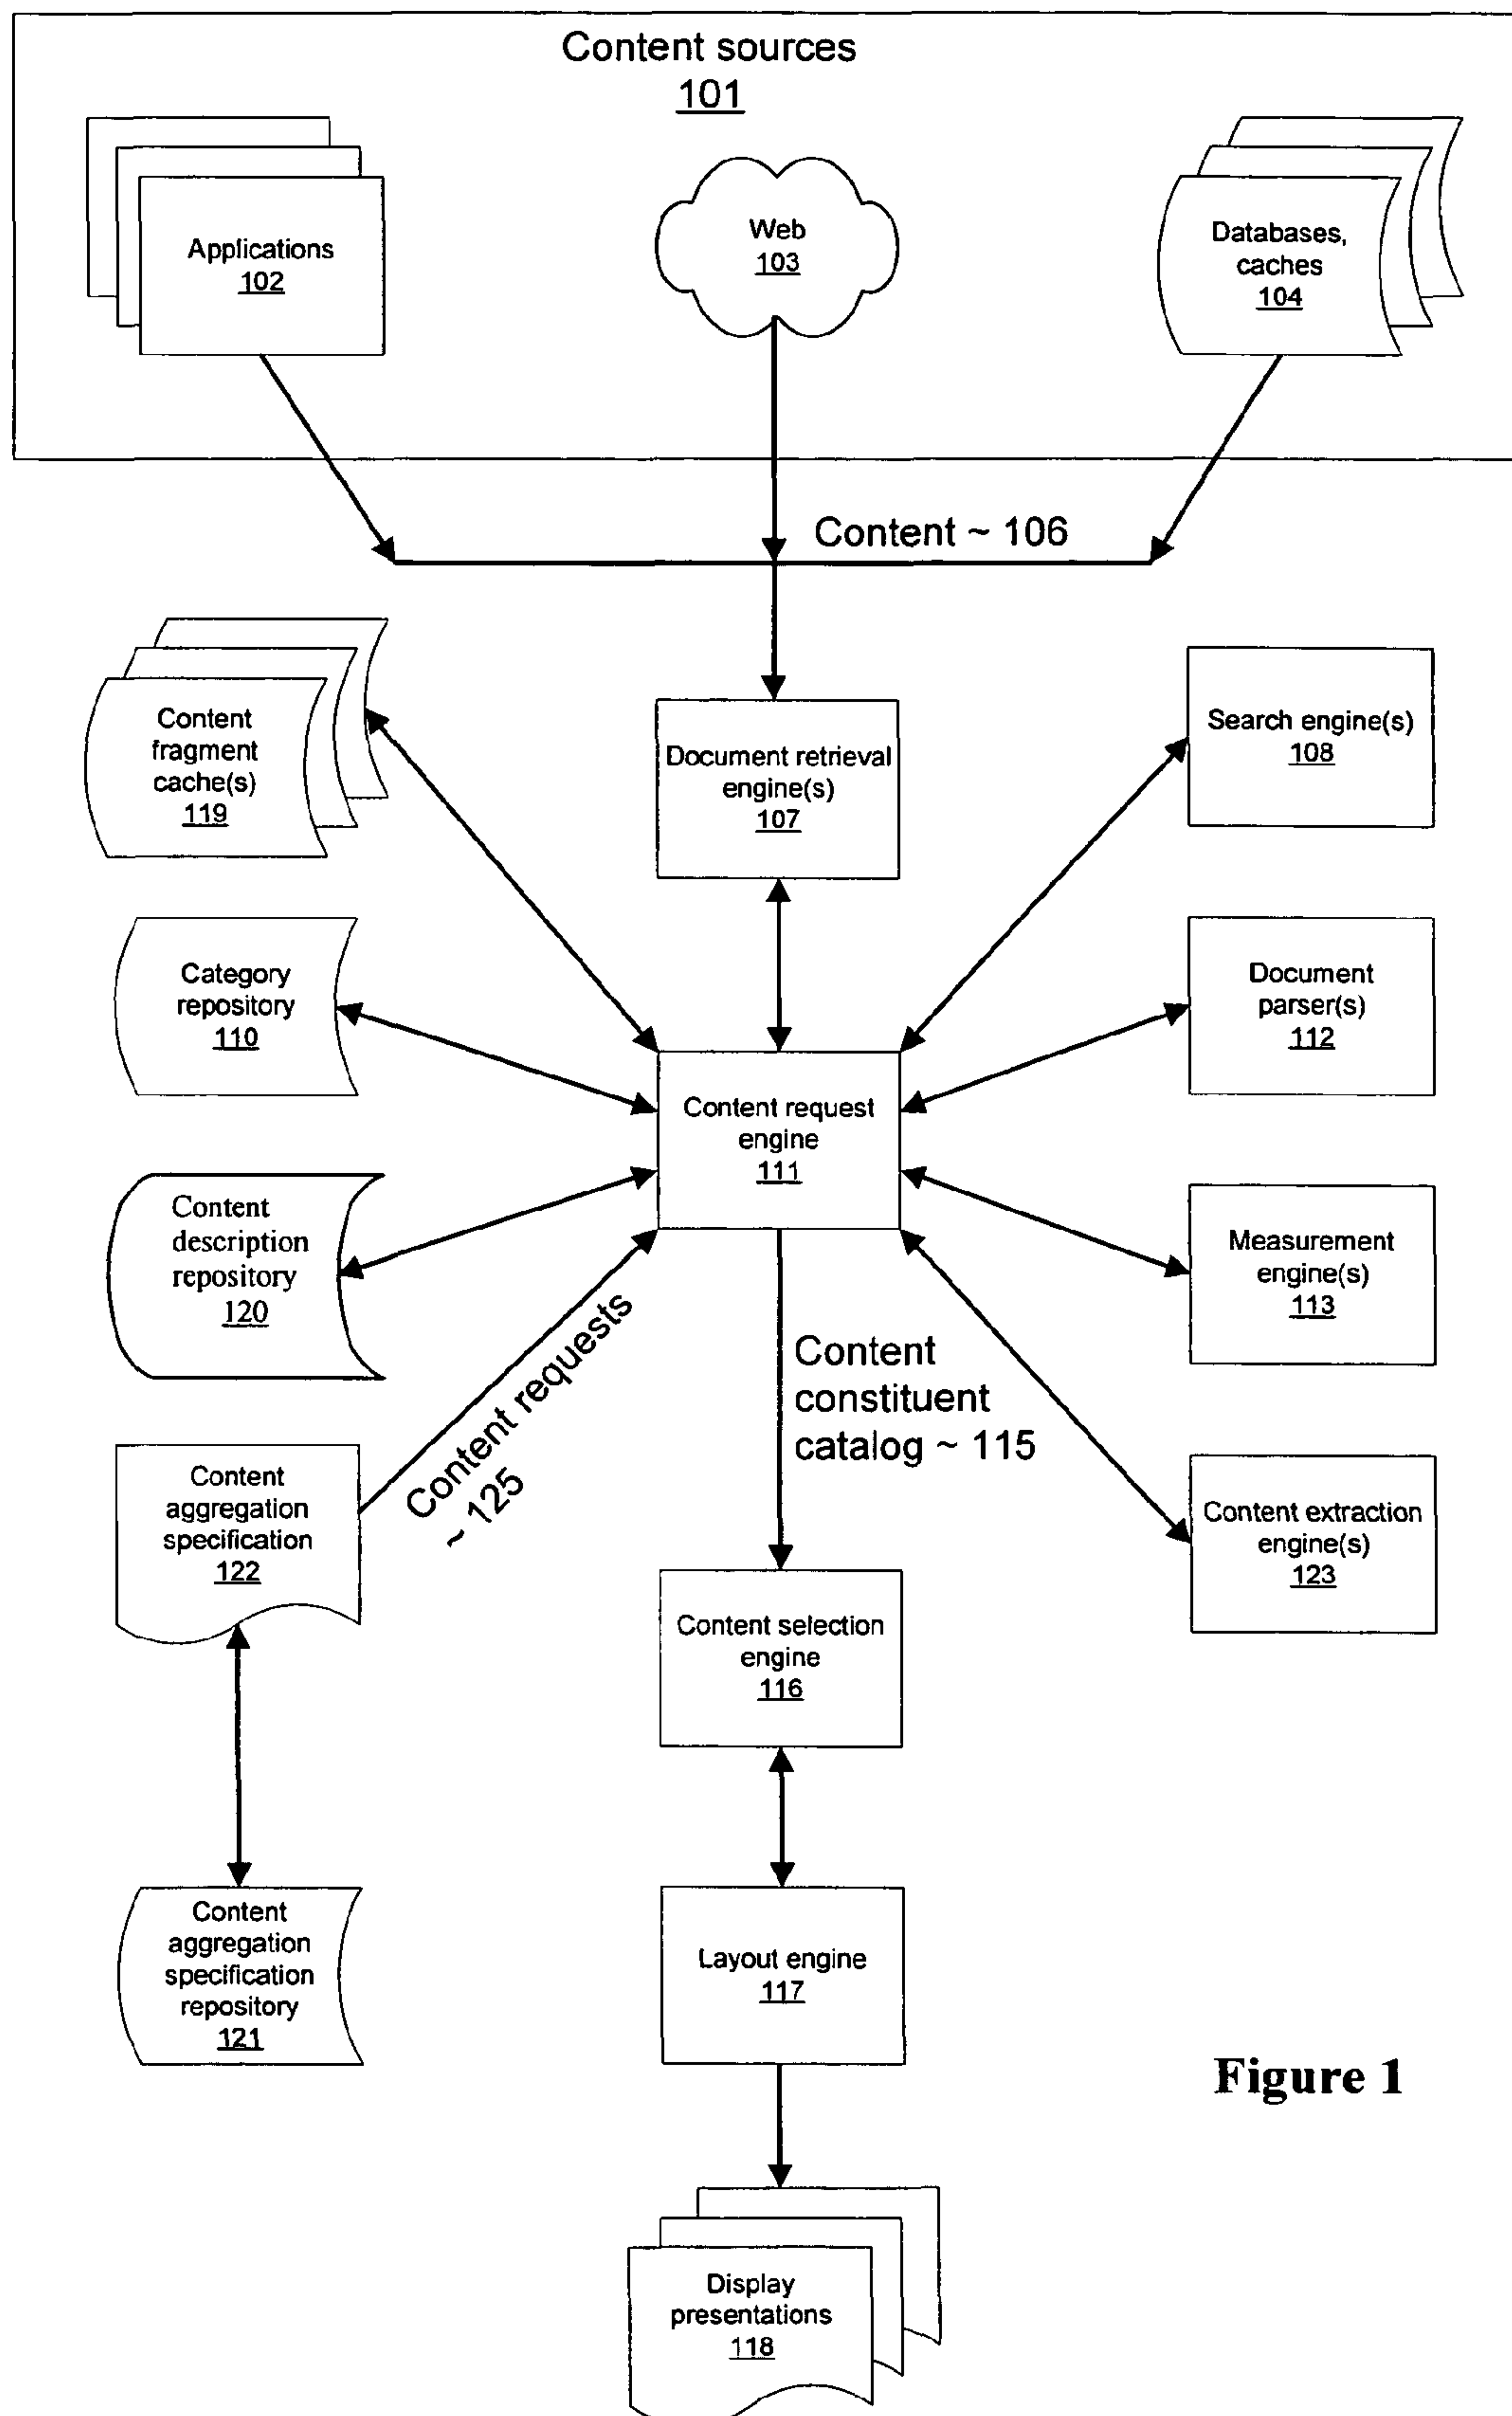 Content sources
101
Applications
102
Web
103
Databases,
caches
104
Content ~ 106
Content
fragment
cache(s)
119
Document retrieval
engine(s)
107
Search engine(s)
108
Category
repository
110
Document
parser(s)
112
Content request
engine
111
Content
description
repository
120
Measurement
engine(s)
113
Content requests
~ 125
Content
constituent
catalog ~ 115
Content
aggregation
specification
122
Content extraction
engine(s)
123
Content selection
engine
116
Content
aggregation
specification
repository
121
Layout engine
117
Figure 1
Display
presentations
118